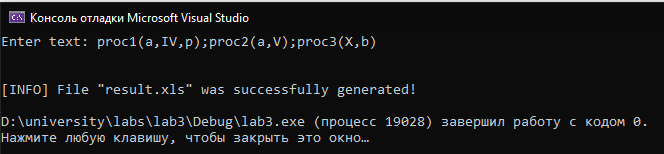 Консоль отладки Microsoft Visual Studio
Enter text: proc1(a,IV,p);proc2(a,V);proc3(X,b)
[INFO] File "result.xls" was successfully generated!
D:\university\labs\lab3\Debug\lab3.exe (процесс 19028) завершил работу с кодом 0.
Нажмите любую клавишу, чтобы закрыть это окно…